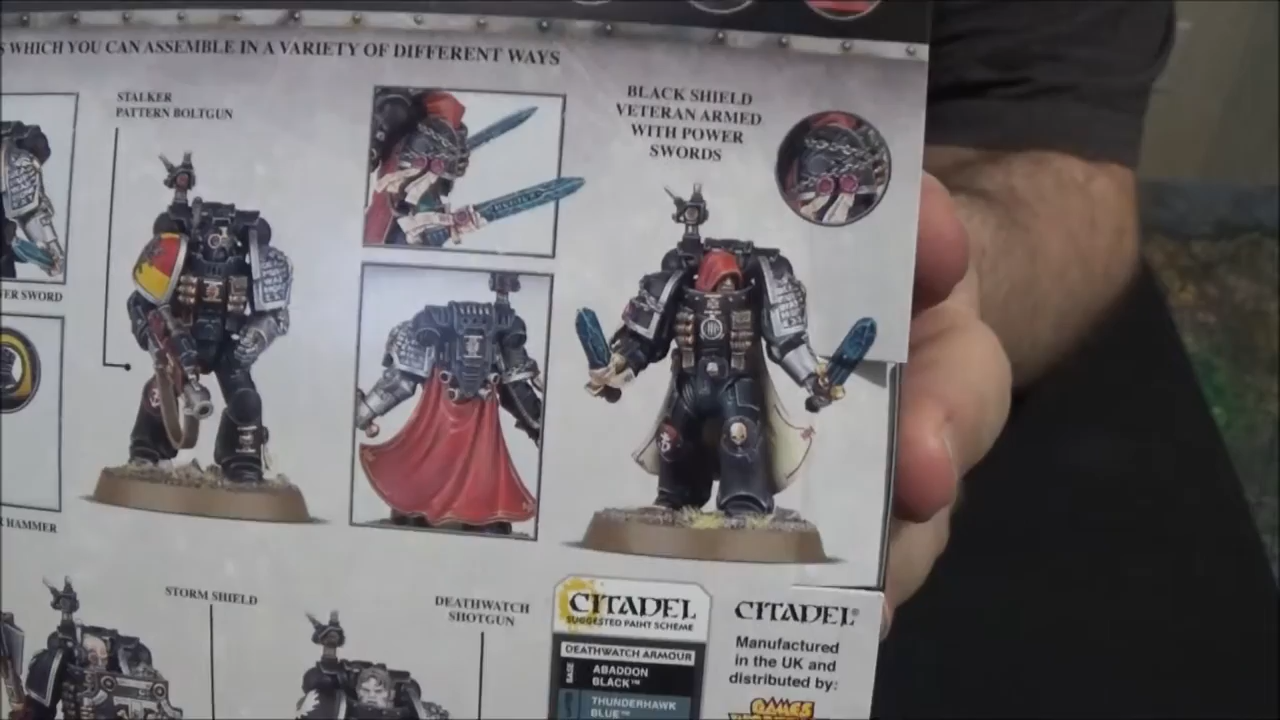 WHICH YOU CAN ASSEMBLE IN A VARIETY OF DIFFERENT WAYS
STALKER
PATTERN BOLTGUN
BLACK SHIELD
VETERAN ARMED
WITH POWER
SWORDS
SWORD
HAMMER
STORM SHIELD
DEATHWATCH
SHOTGUN
CITADEL
SUGGESTED PAINT SCHEME
DEATHWATCH ARMOUR
BASE
ABADDON
BLACK™
THUNDERHAWK
BLUE™
CITADEL®
Manufactured
in the UK and
distributed by:
GAMES